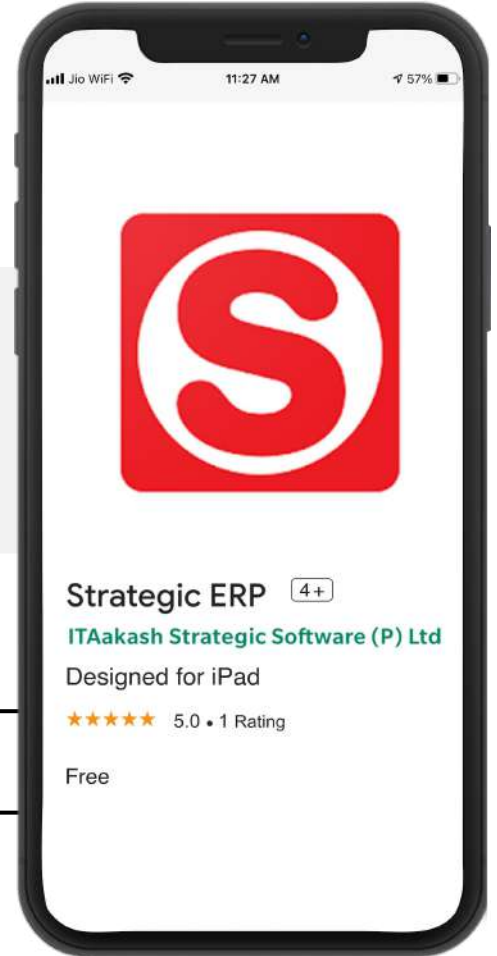 Jio WiFi 11:27 AM 57%
S
Strategic ERP 4+
ITAakash Strategic Software (P) Ltd
Designed for iPad
★★★★★ 5.0 • 1 Rating
Free